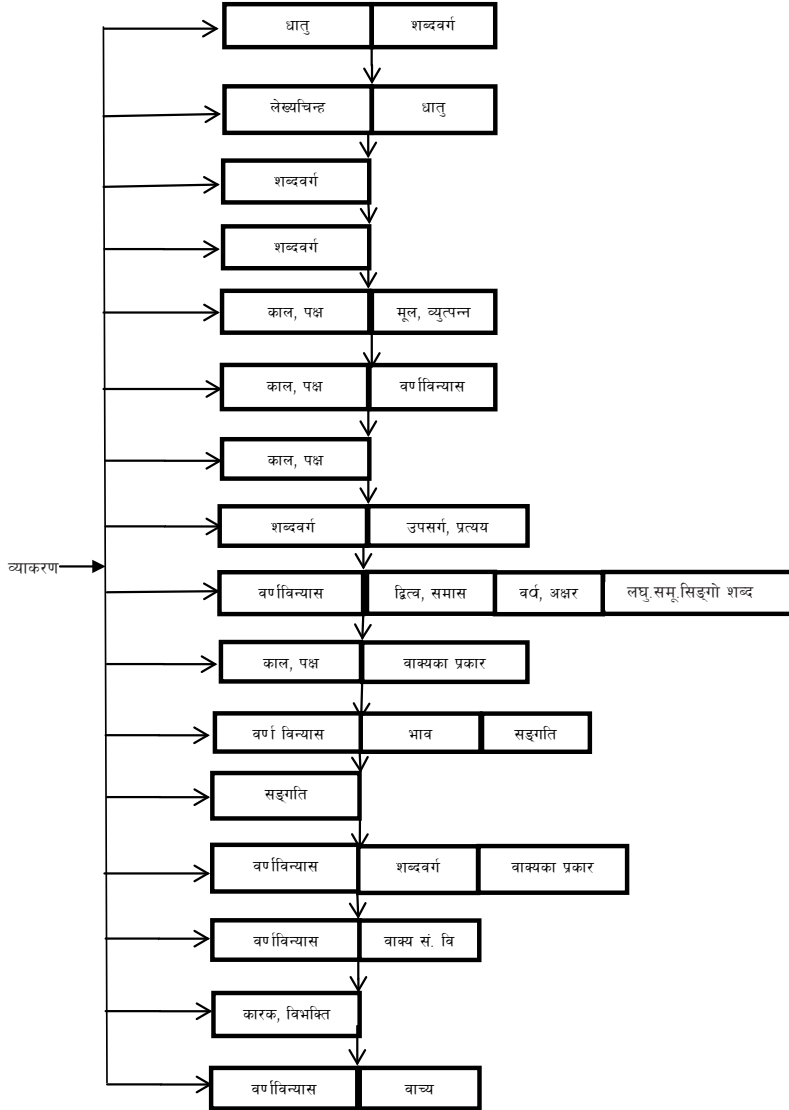 धातु शब्दवर्ग
लेख्यचिन्ह धातु
शब्दवर्ग
शब्दवर्ग
काल, पक्ष मूल, व्युत्पन्न
काल, पक्ष वर्णविन्यास
काल, पक्ष
शब्दवर्ग उपसर्ग, प्रत्यय
व्याकरण
वर्णविन्यास द्वित्व, समास वर्ण, अक्षर लघु.समू.सिङ्गो शब्द
काल, पक्ष वाक्यका प्रकार
वर्ण विन्यास भाव सङ्गति
सङ्गति
वर्णविन्यास शब्दवर्ग वाक्यका प्रकार
वर्णविन्यास वाक्य सं. वि
कारक, विभक्ति
वर्णविन्यास वाच्य